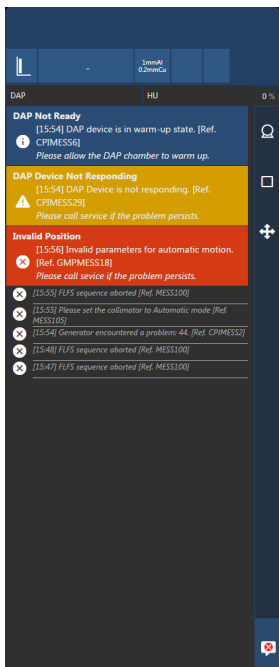 1mmAl
0.2mmCu
-
DAP HU 0 %
DAP Not Ready
[15:54] DAP device is in warm-up state. [Ref.
CPIMESS6]
Please allow the DAP chamber to warm up.
DAP Device Not Responding
[15:54] DAP Device is not responding. [Ref.
CPIMESS29]
Please call service if the problem persists.
Invalid Position
[15:56] Invalid parameters for automatic motion.
[Ref. GMPMESS18]
Please call sevice if the problem persists.
[15:55] FLFS sequence aborted [Ref. MESS100]
[15:55] Please set the collimator to Automatic mode [Ref.
MESS105]
[15:54] Generator encountered a problem: 44. [Ref. CPIMESS2]
[15:48] FLFS sequence aborted [Ref. MESS100]
[15:47] FLFS sequence aborted [Ref. MESS100]